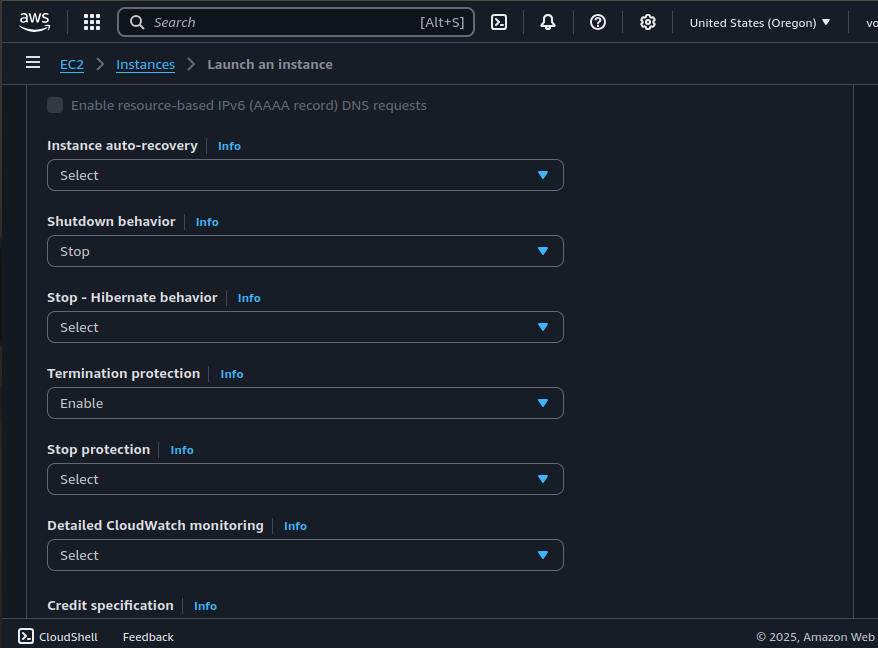 aws
Search [Alt+S] United States (Oregon)
EC2 Instances Launch an instance
Enable resource-based IPv6 (AAAA record) DNS requests
Instance auto-recovery Info
Select
Shutdown behavior Info
Stop
Stop - Hibernate behavior Info
Select
Termination protection Info
Enable
Stop protection Info
Select
Detailed CloudWatch monitoring Info
Select
Credit specification Info
CloudShell Feedback © 2025, Amazon Web